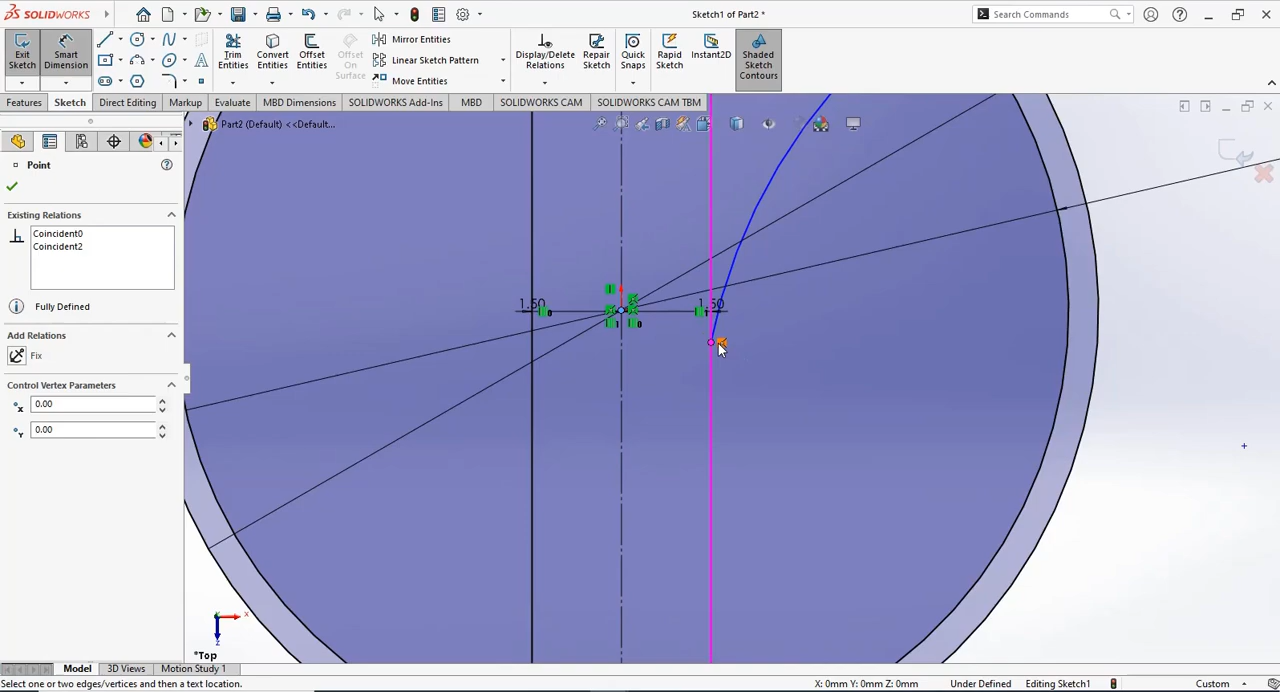 SOLIDWORKS
Sketch1 of Part2 *
Search Commands
Exit Sketch
Smart Dimension
Trim Entities
Convert Entities
Offset Entities
Offset On Surface
Mirror Entities
Linear Sketch Pattern
Move Entities
Display/Delete Relations
Repair Sketch
Quick Snaps
Rapid Sketch
Instant2D
Shaded Sketch Contours
Features
Sketch
Direct Editing
Markup
Evaluate
MBD Dimensions
SOLIDWORKS Add-Ins
MBD
SOLIDWORKS CAM
SOLIDWORKS CAM TBM
Part2 (Default) <<Default...
Point
Existing Relations
Coincident0
Coincident2
Fully Defined
Add Relations
Fix
Control Vertex Parameters
0.00
0.00
1.50
1.50
*Top
Model
3D Views
Motion Study 1
Select one or two edges/vertices and then a text location.
X: 0mm Y: 0mm Z: 0mm
Under Defined
Editing Sketch1
Custom